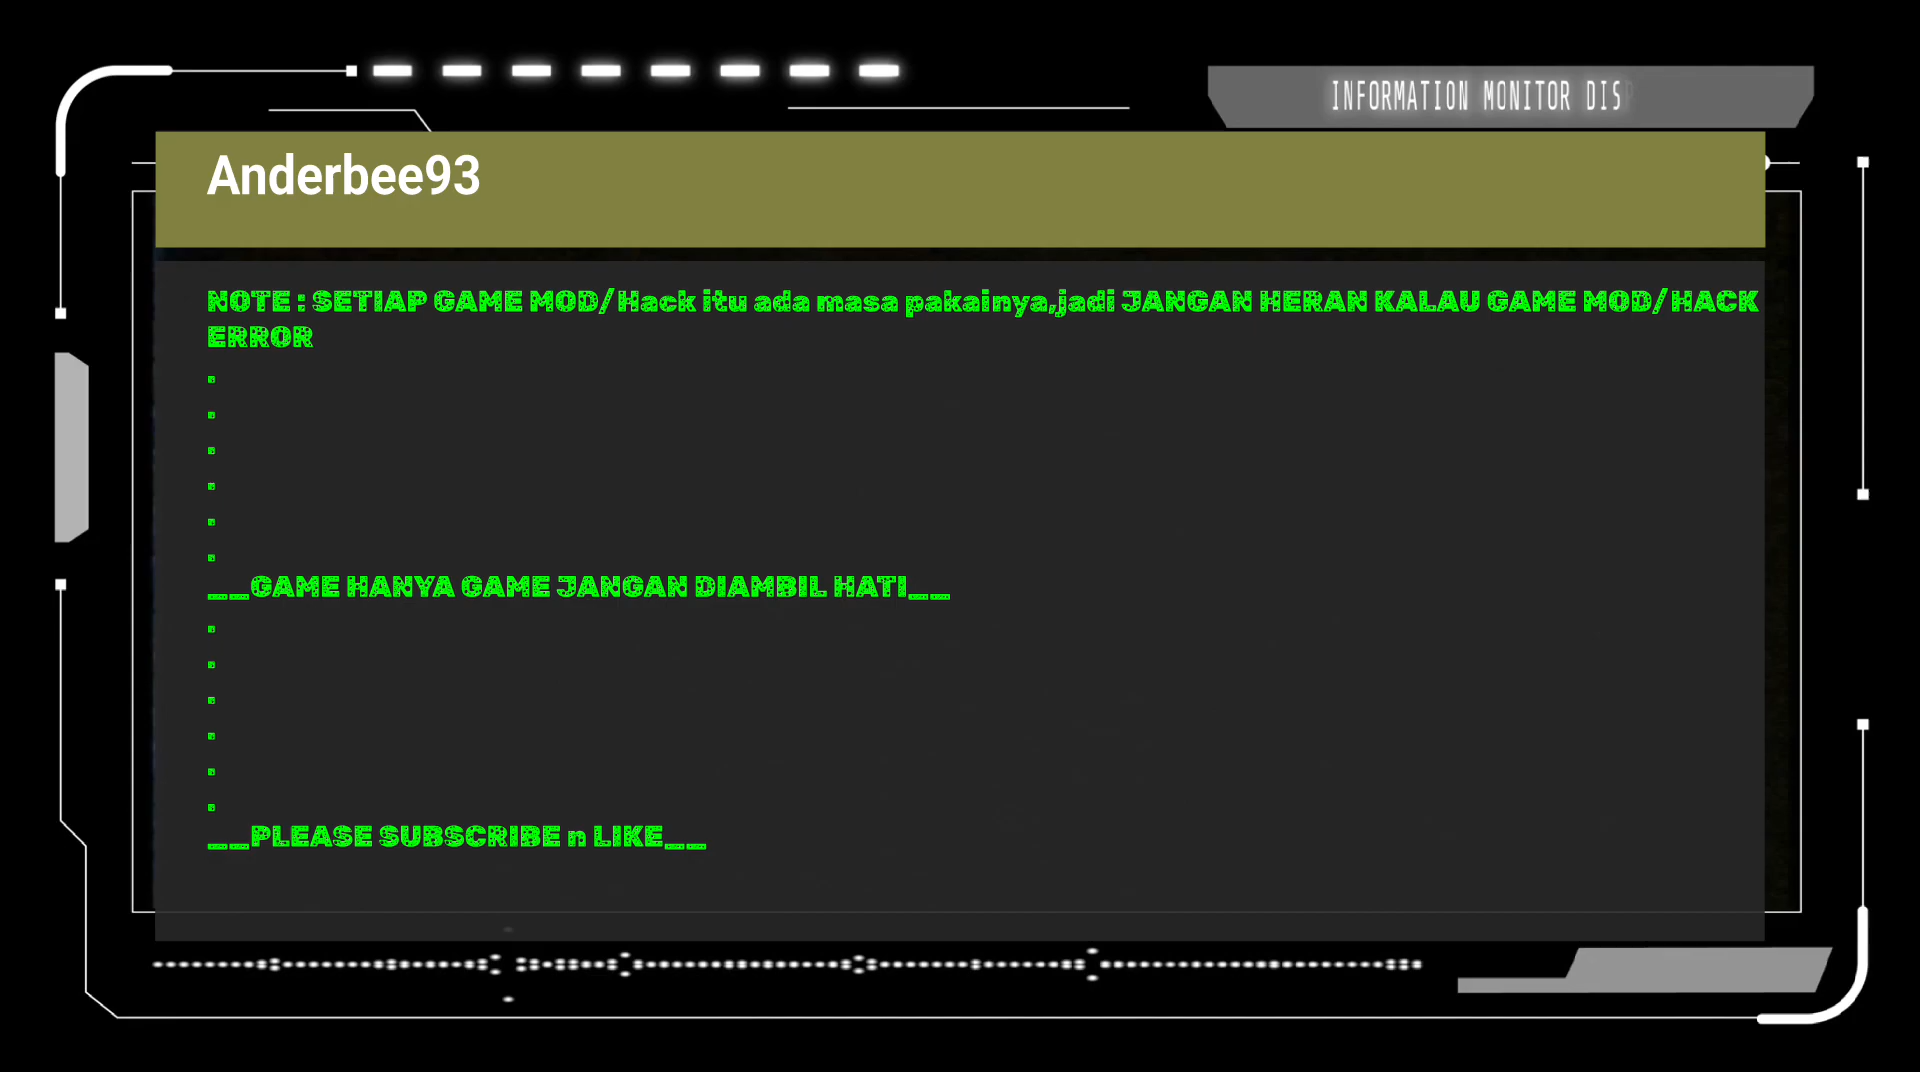 INFORMATION MONITOR DIS
Anderbee93
NOTE : SETIAP GAME MOD/Hack itu ada masa pakainya,jadi JANGAN HERAN KALAU GAME MOD/HACK
ERROR
.
.
.
.
.
.
__GAME HANYA GAME JANGAN DIAMBIL HATI__
.
.
.
.
.
.
__PLEASE SUBSCRIBE n LIKE__